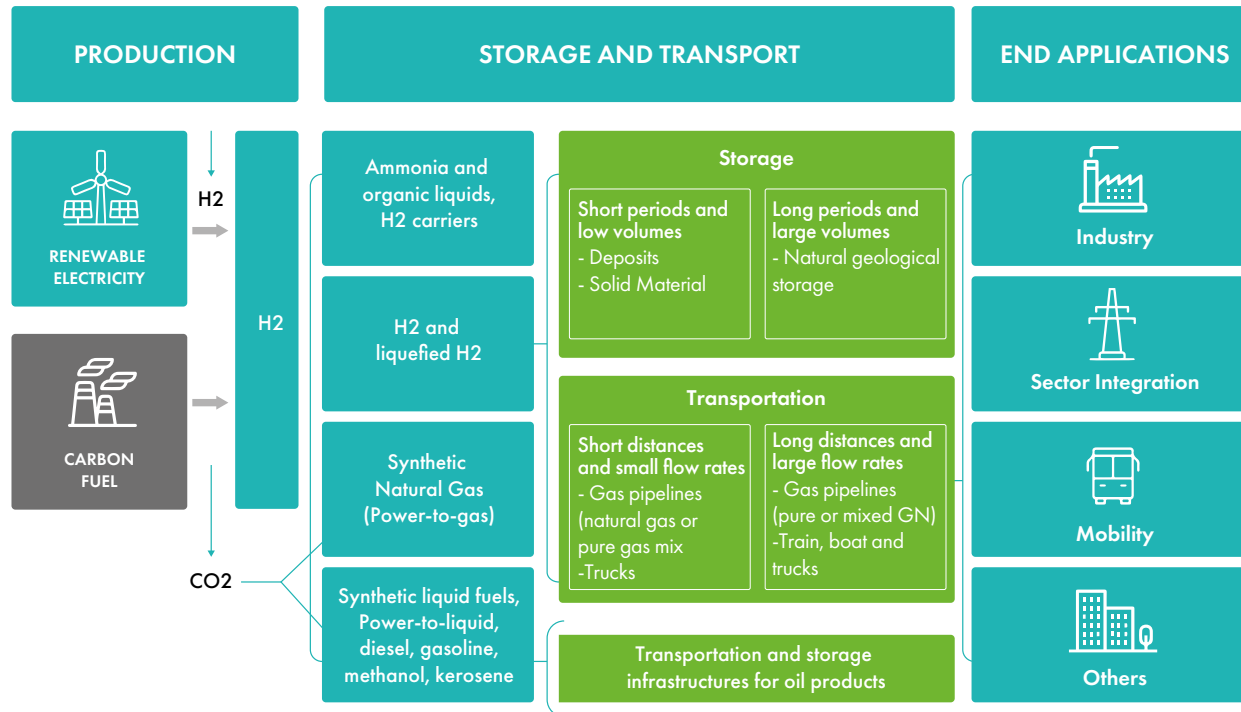 PRODUCTION
STORAGE AND TRANSPORT
END APPLICATIONS
RENEWABLE
ELECTRICITY
H2
CARBON
FUEL
CO2
H2
Ammonia and
organic liquids,
H2 carriers
H2 and
liquefied H2
Synthetic
Natural Gas
(Power-to-gas)
Synthetic liquid fuels,
Power-to-liquid,
diesel, gasoline,
methanol, kerosene
Storage
Short periods and
low volumes
- Deposits
- Solid Material
Long periods and
large volumes
- Natural geological
storage
Transportation
Short distances
and small flow rates
- Gas pipelines
(natural gas or
pure gas mix
-Trucks
Long distances and
large flow rates
- Gas pipelines
(pure or mixed GN)
-Train, boat and
trucks
Transportation and storage
infrastructures for oil products
Industry
Sector Integration
Mobility
Others